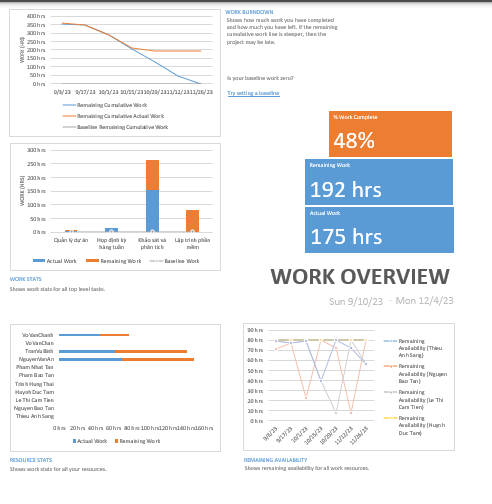 400 hrs
350 hrs
300 hrs
250 hrs
200 hrs
150 hrs
100 hrs
50 hrs
0 hrs
WORK (HRS)
9/3/23 9/17/23 10/1/23 10/15/23 10/29/23 11/12/23 11/26/23
Remaining Cumulative Work
Remaining Cumulative Actual Work
Baseline Remaining Cumulative Work
WORK BURNDOWN
Shows how much work you have completed
and how much you have left. If the remaining
cumulative work line is steeper, then the
project may be late.
Is your baseline work zero?
Try setting a baseline
% Work Complete
48%
Remaining Work
192 hrs
Actual Work
175 hrs
300 hrs
250 hrs
200 hrs
150 hrs
100 hrs
50 hrs
0 hrs
WORK (HRS)
Quản lý dự án
Họp định kỳ
hàng tuần
Khảo sát và
phân tích
Lập trình phần
mềm
Actual Work Remaining Work Baseline Work
WORK STATS
Shows work stats for all top level tasks.
WORK OVERVIEW
Sun 9/10/23 - Mon 12/4/23
Vo Van Chanh
Vo Van Chan
Tran Va Binh
Nguyen Van An
Pham Nhat Tan
Pham Bao Tan
Trinh Hung Thai
Huynh Duc Tam
Le Thi Cam Tien
Nguyen Bao Tan
Thieu Anh Sang
0 hrs 20 hrs 40 hrs 60 hrs 80 hrs 100 hrs 120 hrs 140 hrs 160 hrs
Actual Work Remaining Work
RESOURCE STATS
Shows work stats for all your resources.
90 hrs
80 hrs
70 hrs
60 hrs
50 hrs
40 hrs
30 hrs
20 hrs
10 hrs
0 hrs
9/3/23 9/17/23 10/1/23 10/15/23 10/29/23 11/12/23 11/26/23
Remaining
Availability (Thieu
Anh Sang)
Remaining
Availability (Nguyen
Bao Tan)
Remaining
Availability (Le Thi
Cam Tien)
Remaining
Availability (Huynh
Duc Tam)
REMAINING AVAILABILITY
Shows remaining availability for all work resources.